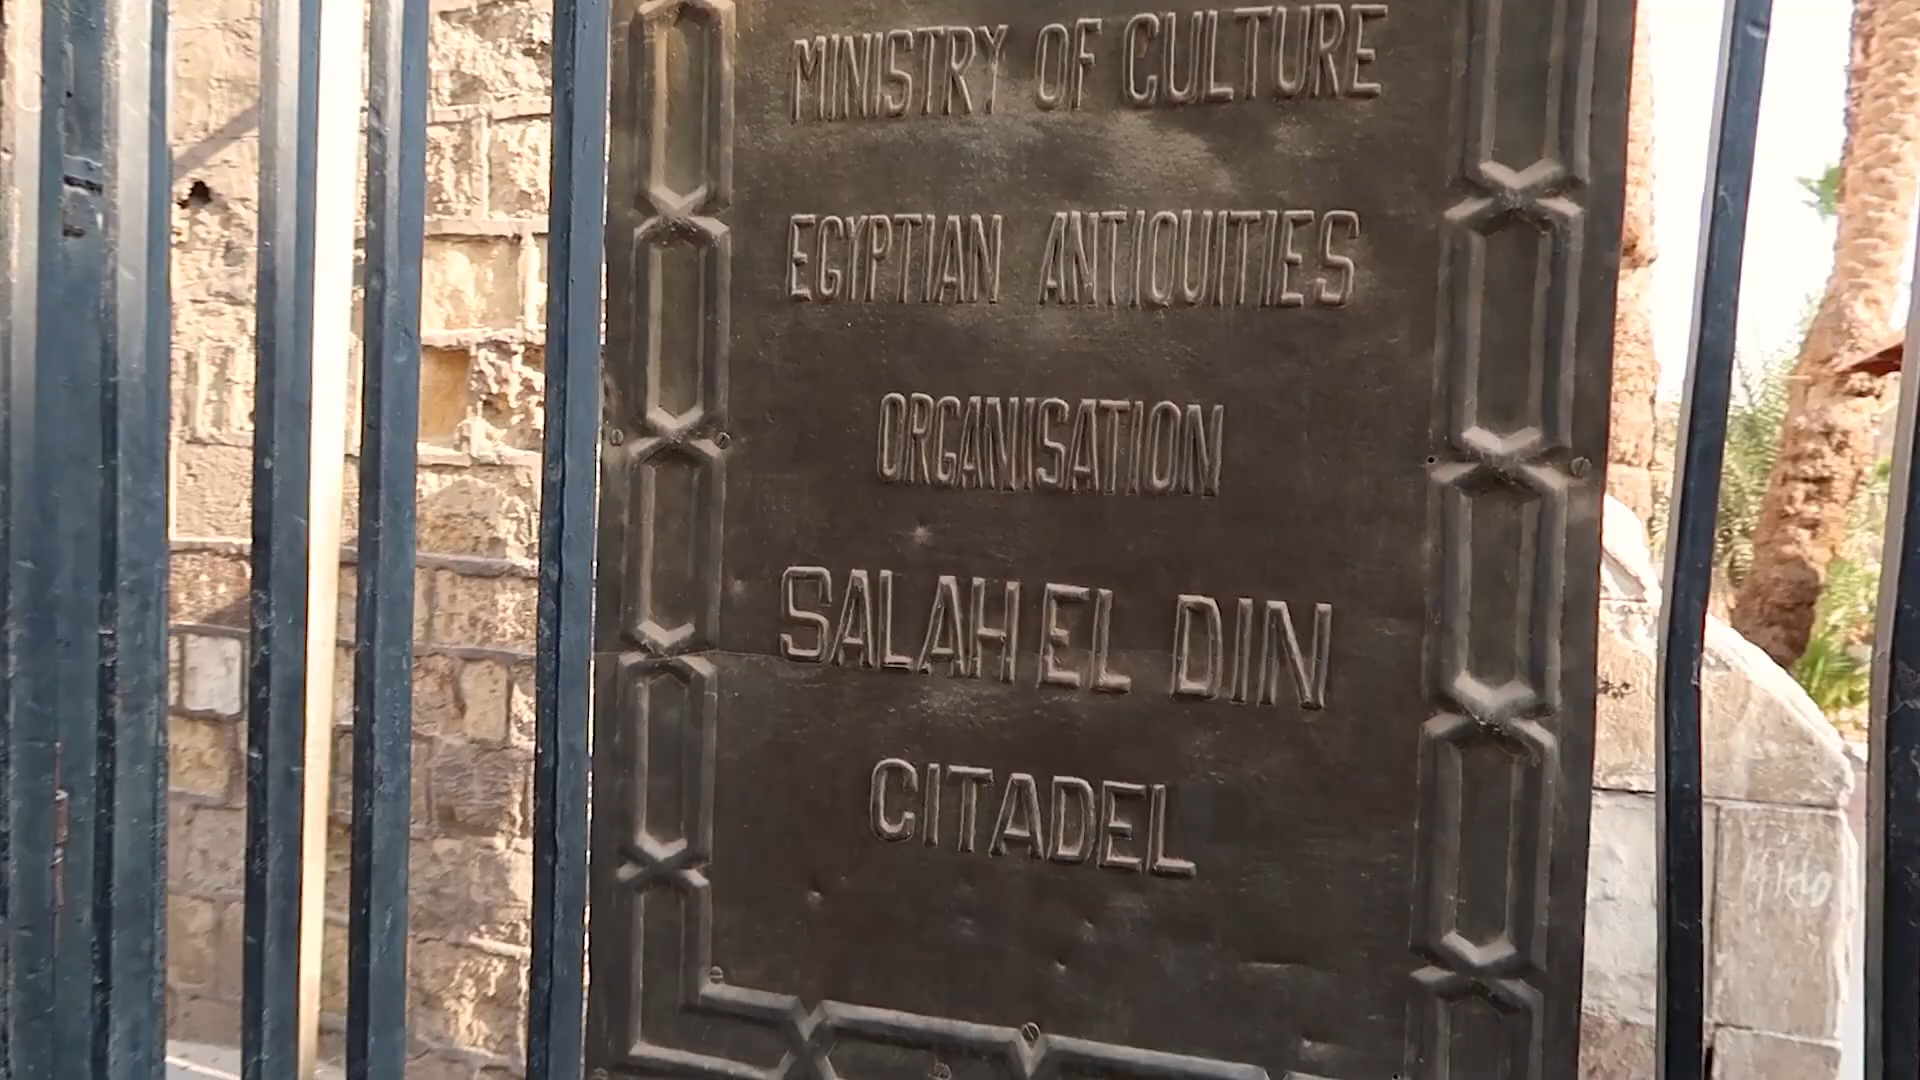 MINISTRY OF CULTURE
EGYPTIAN ANTIQUITIES
ORGANISATION
SALAH EL DIN
CITADEL